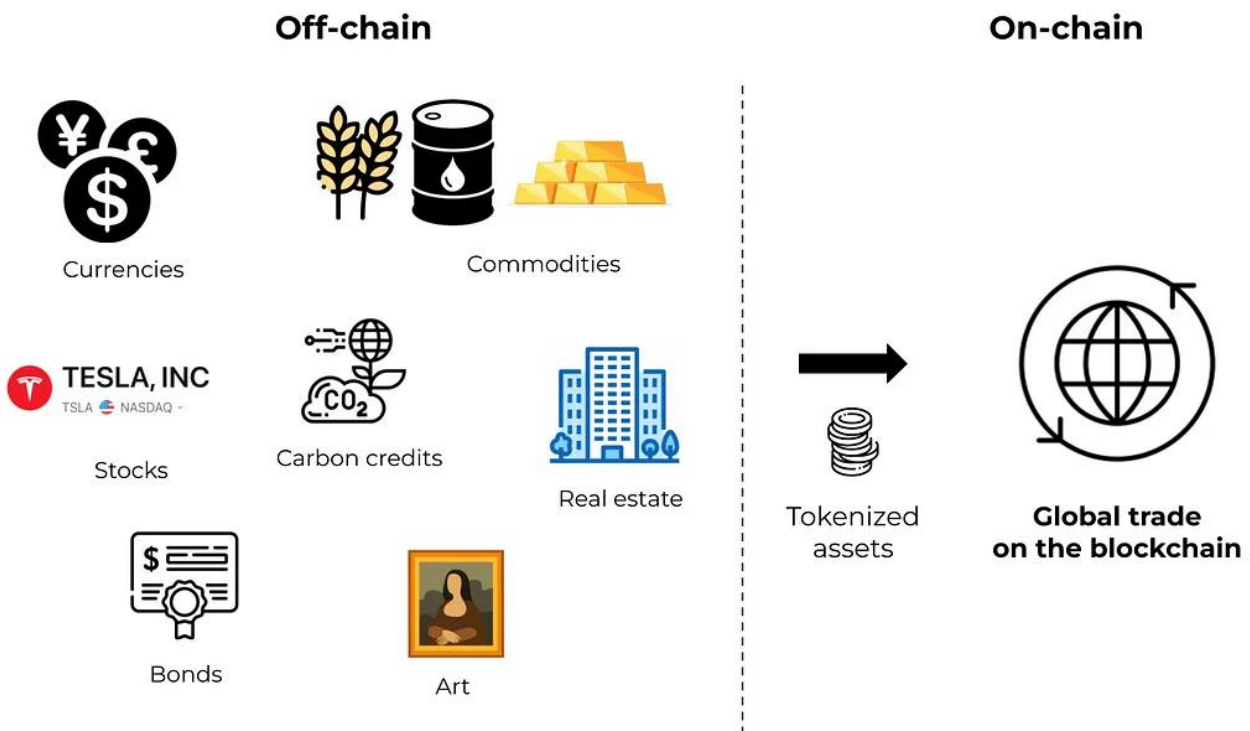 Off-chain
On-chain
¥
£
$
Currencies
Commodities
TESLA, INC
TSLA NASDAQ
Stocks
CO₂
Carbon credits
Real estate
Tokenized
assets
Global trade
on the blockchain
$
Bonds
Art